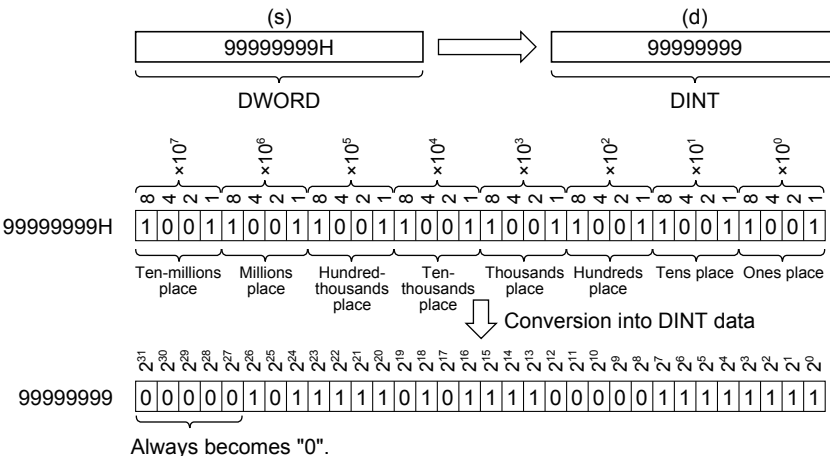 (s) (d)
99999999H 99999999
DWORD DINT
×10⁷ ×10⁶ ×10⁵ ×10⁴ ×10³ ×10² ×10¹ ×10⁰
8 4 2 1 8 4 2 1 8 4 2 1 8 4 2 1 8 4 2 1 8 4 2 1 8 4 2 1 8 4 2 1
99999999H 1 0 0 1 1 0 0 1 1 0 0 1 1 0 0 1 1 0 0 1 1 0 0 1 1 0 0 1 1 0 0 1
Ten-millions place
Millions place
Hundred-thousands place
Ten-thousands place
Thousands place
Hundreds place
Tens place
Ones place
Conversion into DINT data
2³¹ 2³⁰ 2²⁹ 2²⁸ 2²⁷ 2²⁶ 2²⁵ 2²⁴ 2²³ 2²² 2²¹ 2²⁰ 2¹⁹ 2¹⁸ 2¹⁷ 2¹⁶ 2¹⁵ 2¹⁴ 2¹³ 2¹² 2¹¹ 2¹⁰ 2⁹ 2⁸ 2⁷ 2⁶ 2⁵ 2⁴ 2³ 2² 2¹ 2⁰
99999999 0 0 0 0 0 1 0 1 1 1 1 1 0 1 0 1 1 1 1 0 0 0 0 0 1 1 1 1 1 1 1 1
Always becomes "0".